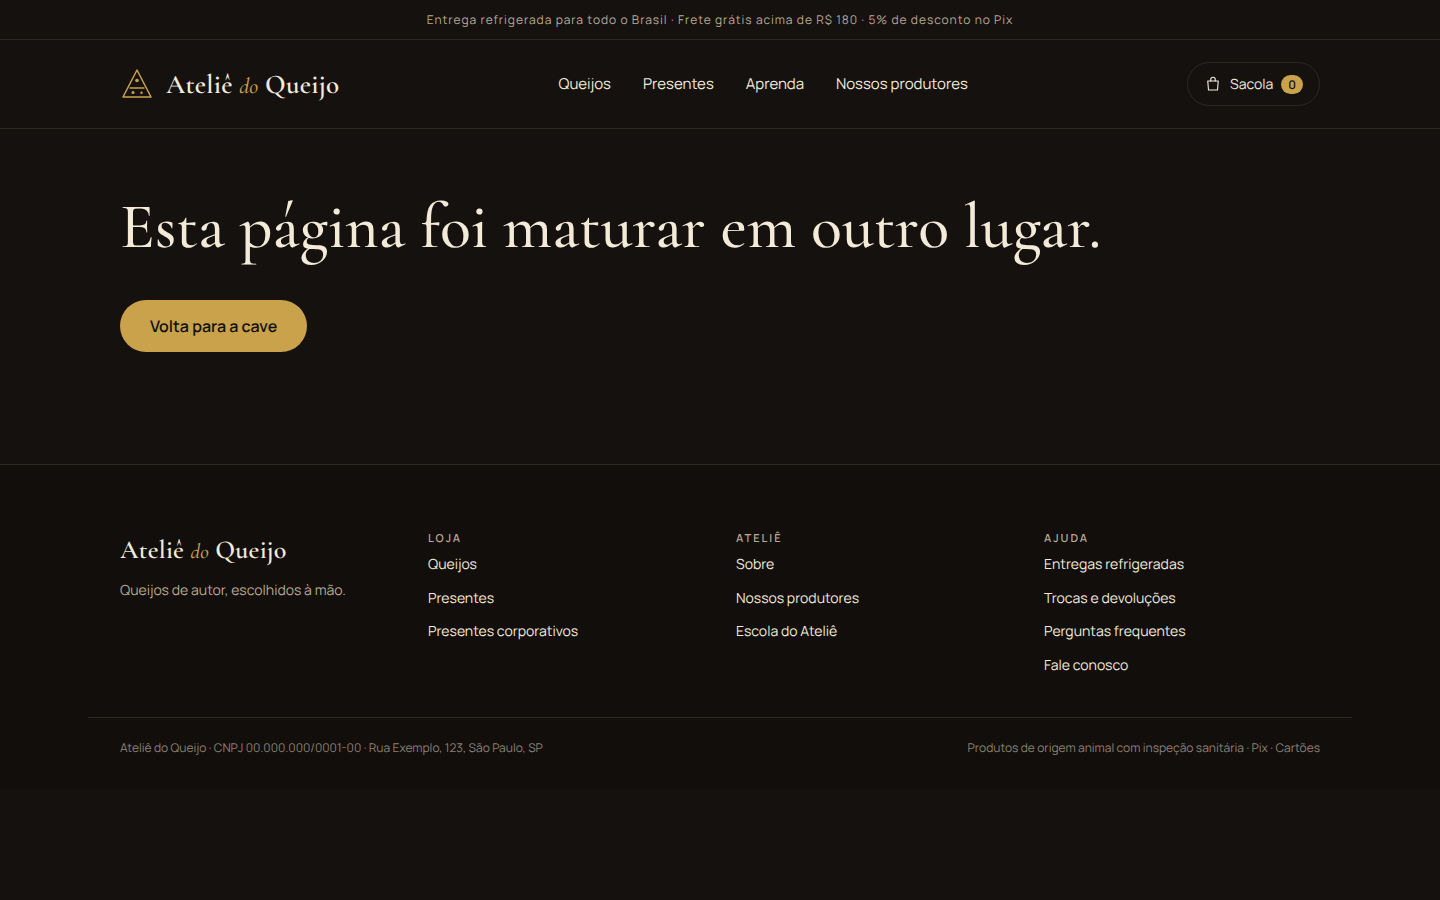 Entrega refrigerada para todo o Brasil · Frete grátis acima de R$ 180 · 5% de desconto no Pix
Ateliê do Queijo
Queijos
Presentes
Aprenda
Nossos produtores
Sacola 0
Esta página foi maturar em outro lugar.
Volta para a cave
Ateliê do Queijo
Queijos de autor, escolhidos à mão.
LOJA
Queijos
Presentes
Presentes corporativos
ATELIÊ
Sobre
Nossos produtores
Escola do Ateliê
AJUDA
Entregas refrigeradas
Trocas e devoluções
Perguntas frequentes
Fale conosco
Ateliê do Queijo · CNPJ 00.000.000/0001-00 · Rua Exemplo, 123, São Paulo, SP
Produtos de origem animal com inspeção sanitária · Pix · Cartões